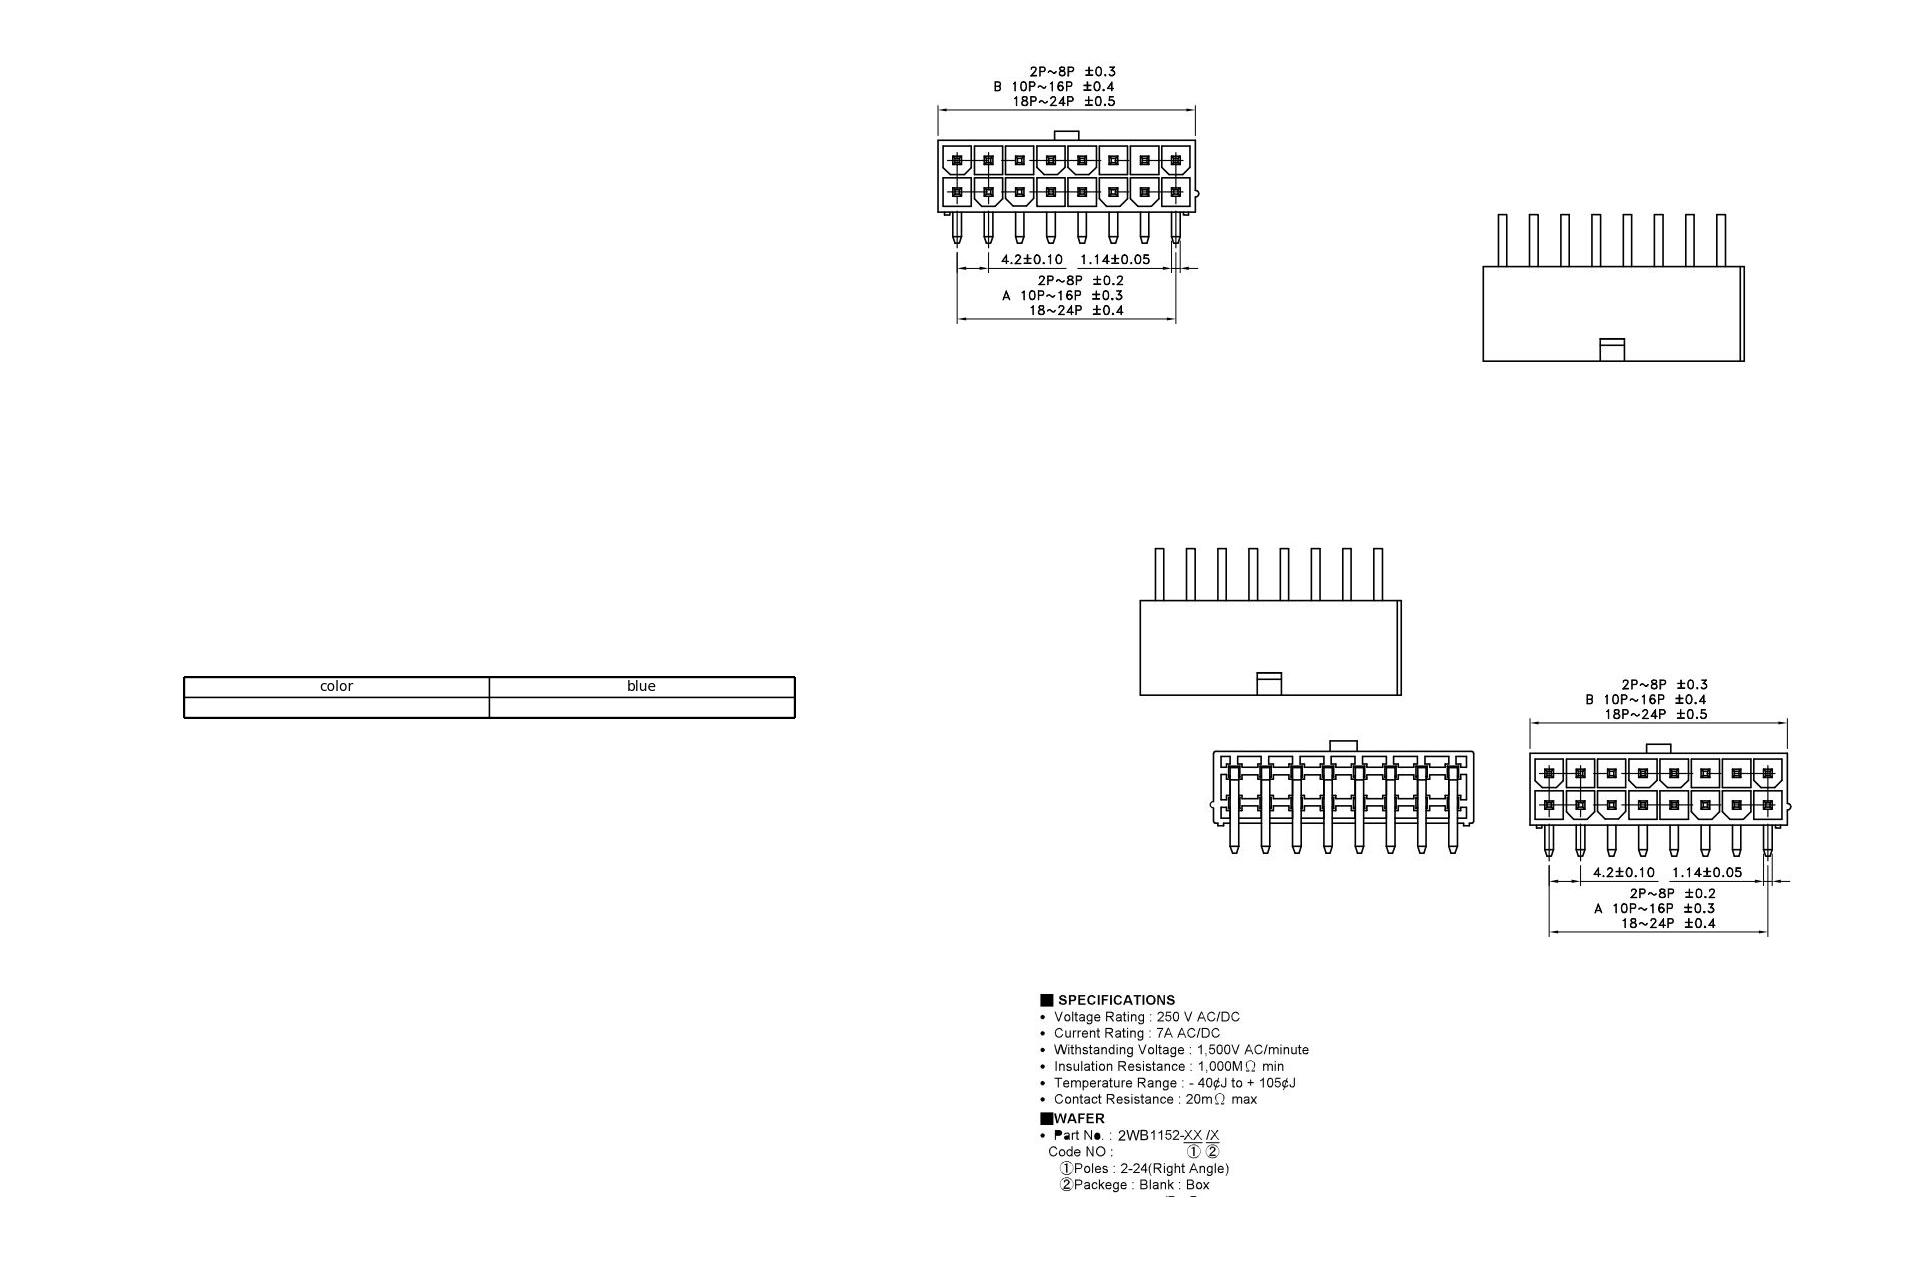 2P~8P ±0.3
B 10P~16P ±0.4
18P~24P ±0.5
4.2±0.10 1.14±0.05
2P~8P ±0.2
A 10P~16P ±0.3
18~24P ±0.4
color blue
2P~8P ±0.3
B 10P~16P ±0.4
18P~24P ±0.5
4.2±0.10 1.14±0.05
2P~8P ±0.2
A 10P~16P ±0.3
18~24P ±0.4
■ SPECIFICATIONS
• Voltage Rating : 250 V AC/DC
• Current Rating : 7A AC/DC
• Withstanding Voltage : 1,500V AC/minute
• Insulation Resistance : 1,000MΩ min
• Temperature Range : - 40¢J to + 105¢J
• Contact Resistance : 20mΩ max
■WAFER
• Part No. : 2WB1152-XX /X
Code NO : ① ②
①Poles : 2-24(Right Angle)
②Packege : Blank : Box